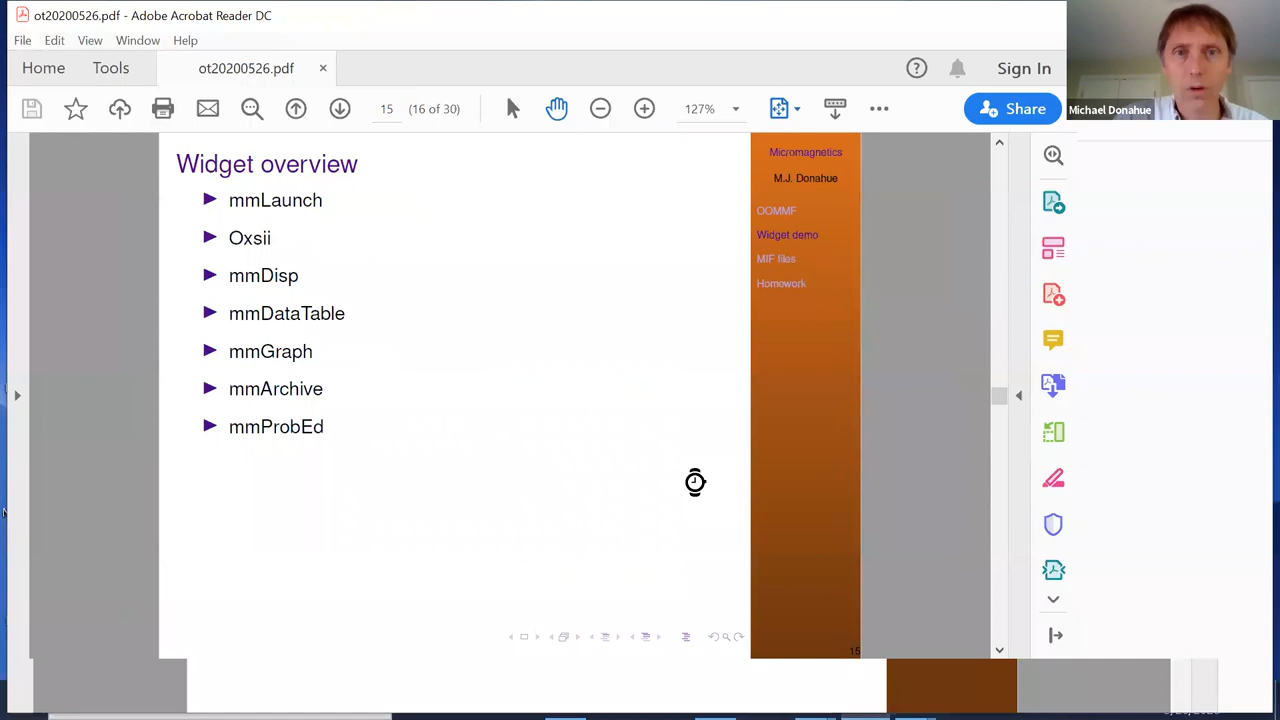 ot20200526.pdf - Adobe Acrobat Reader DC
File Edit View Window Help
Home Tools ot20200526.pdf × Sign In
15 (16 of 30) 127% Share
Michael Donahue
Widget overview
mmLaunch
Oxsii
mmDisp
mmDataTable
mmGraph
mmArchive
mmProbEd
Micromagnetics
M.J. Donahue
OOMMF
Widget demo
MIF files
Homework
15